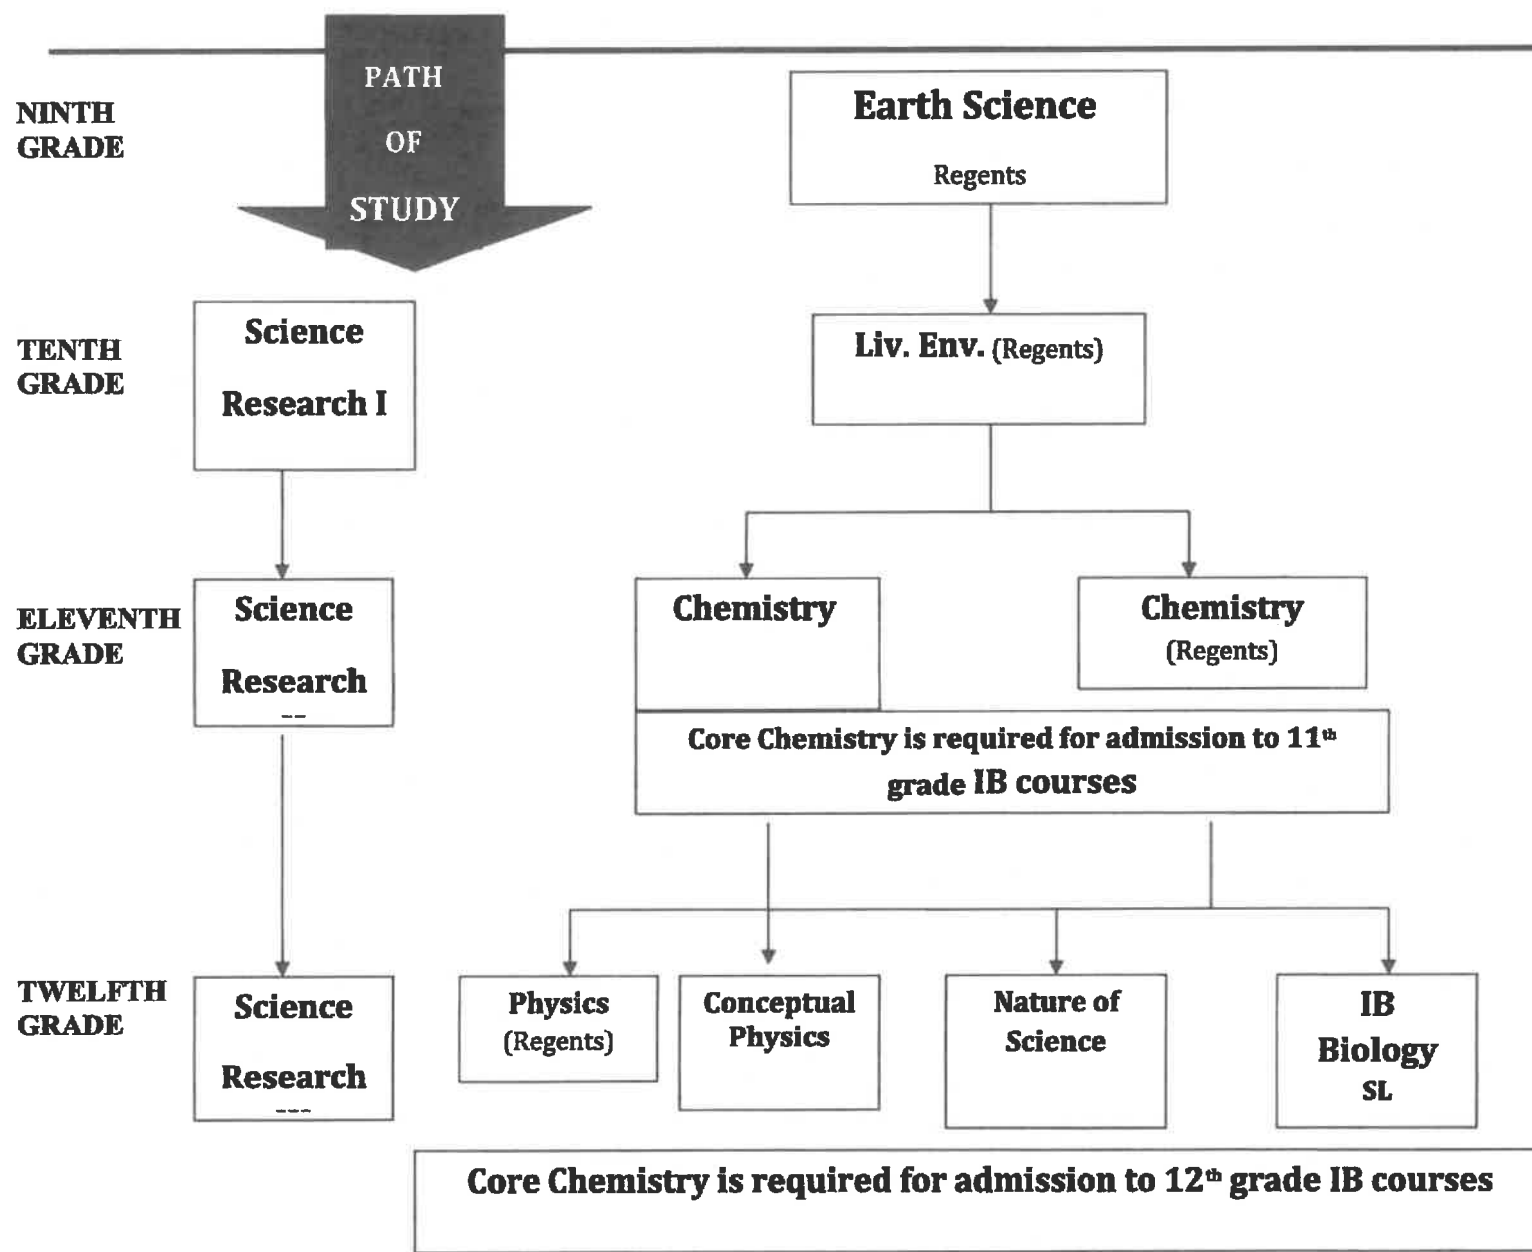 PATH
OF
STUDY
NINTH
GRADE
Earth Science
Regents
TENTH
GRADE
Science
Research I
Liv. Env. (Regents)
ELEVENTH
GRADE
Science
Research
Chemistry
Chemistry
(Regents)
Core Chemistry is required for admission to 11th
grade IB courses
TWELFTH
GRADE
Science
Research
Physics
(Regents)
Conceptual
Physics
Nature of
Science
IB
Biology
SL
Core Chemistry is required for admission to 12th grade IB courses